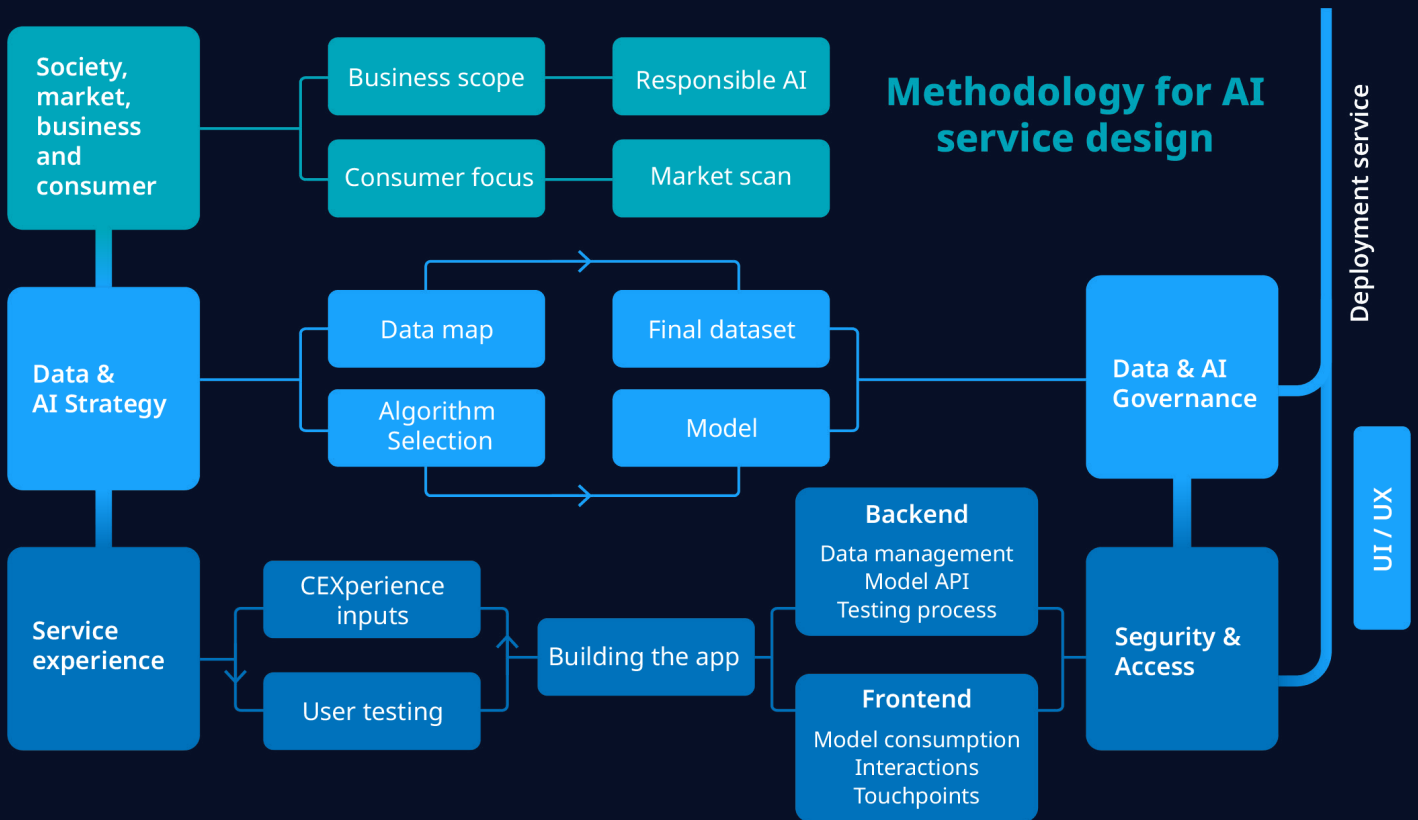 Methodology for AI
service design
Society,
market,
business
and
consumer
Business scope
Responsible AI
Consumer focus
Market scan
Deployment service
Data &
AI Strategy
Data map
Final dataset
Algorithm
Selection
Model
Data & AI
Governance
UI / UX
Service
experience
CEXperience
inputs
User testing
Building the app
Backend
Data management
Model API
Testing process
Frontend
Model consumption
Interactions
Touchpoints
Segurity &
Access